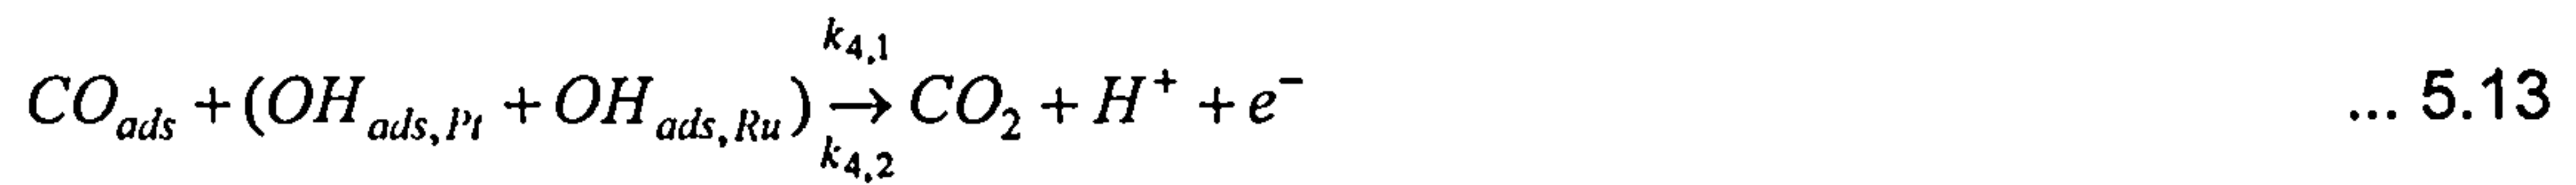 k₄,₁
CO_ads + (OH_ads,Pt + OH_ads,Ru) → CO₂ + H⁺ + e⁻ ... 5.13
k₄,₂